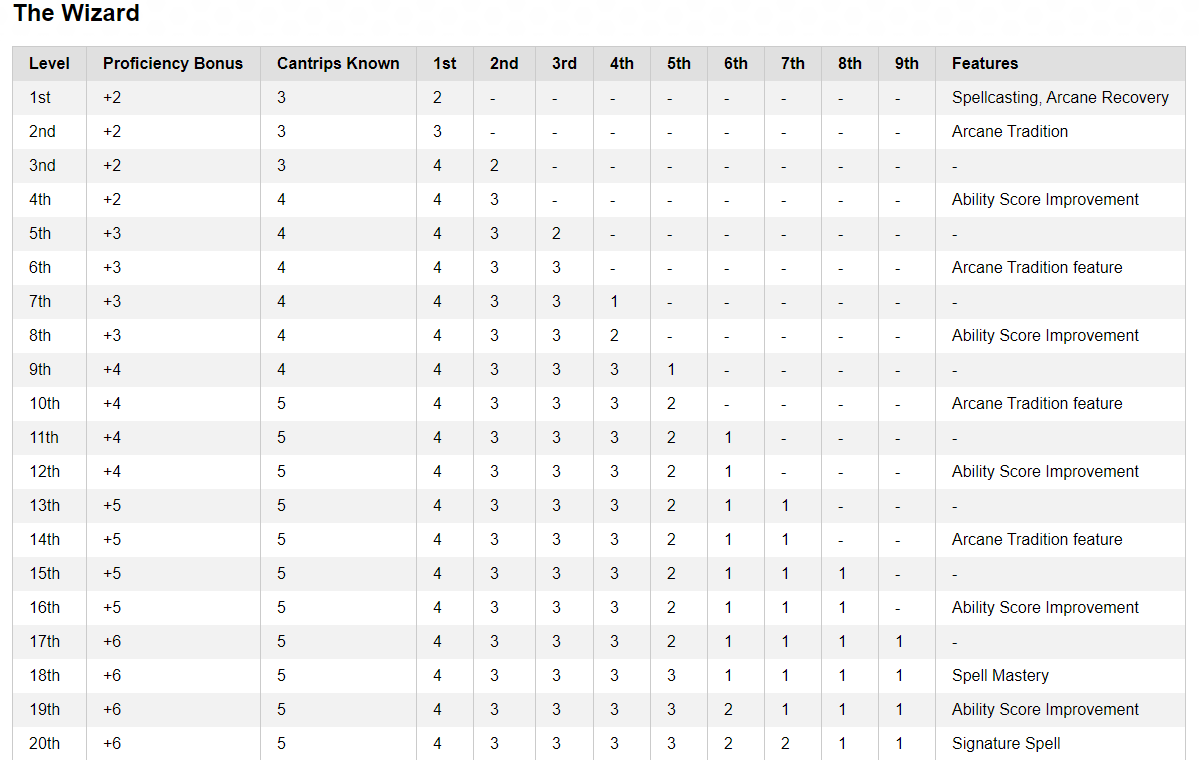 The Wizard
Level Proficiency Bonus Cantrips Known 1st 2nd 3rd 4th 5th 6th 7th 8th 9th Features
1st +2 3 2 - - - - - - - - Spellcasting, Arcane Recovery
2nd +2 3 3 - - - - - - - - Arcane Tradition
3nd +2 3 4 2 - - - - - - - -
4th +2 4 4 3 - - - - - - - Ability Score Improvement
5th +3 4 4 3 2 - - - - - - -
6th +3 4 4 3 3 - - - - - - Arcane Tradition feature
7th +3 4 4 3 3 1 - - - - - -
8th +3 4 4 3 3 2 - - - - - Ability Score Improvement
9th +4 4 4 3 3 3 1 - - - - -
10th +4 5 4 3 3 3 2 - - - - Arcane Tradition feature
11th +4 5 4 3 3 3 2 1 - - - -
12th +4 5 4 3 3 3 2 1 - - - Ability Score Improvement
13th +5 5 4 3 3 3 2 1 1 - - -
14th +5 5 4 3 3 3 2 1 1 - - Arcane Tradition feature
15th +5 5 4 3 3 3 2 1 1 1 - -
16th +5 5 4 3 3 3 2 1 1 1 - Ability Score Improvement
17th +6 5 4 3 3 3 2 1 1 1 1 -
18th +6 5 4 3 3 3 3 1 1 1 1 Spell Mastery
19th +6 5 4 3 3 3 3 2 1 1 1 Ability Score Improvement
20th +6 5 4 3 3 3 3 2 2 1 1 Signature Spell